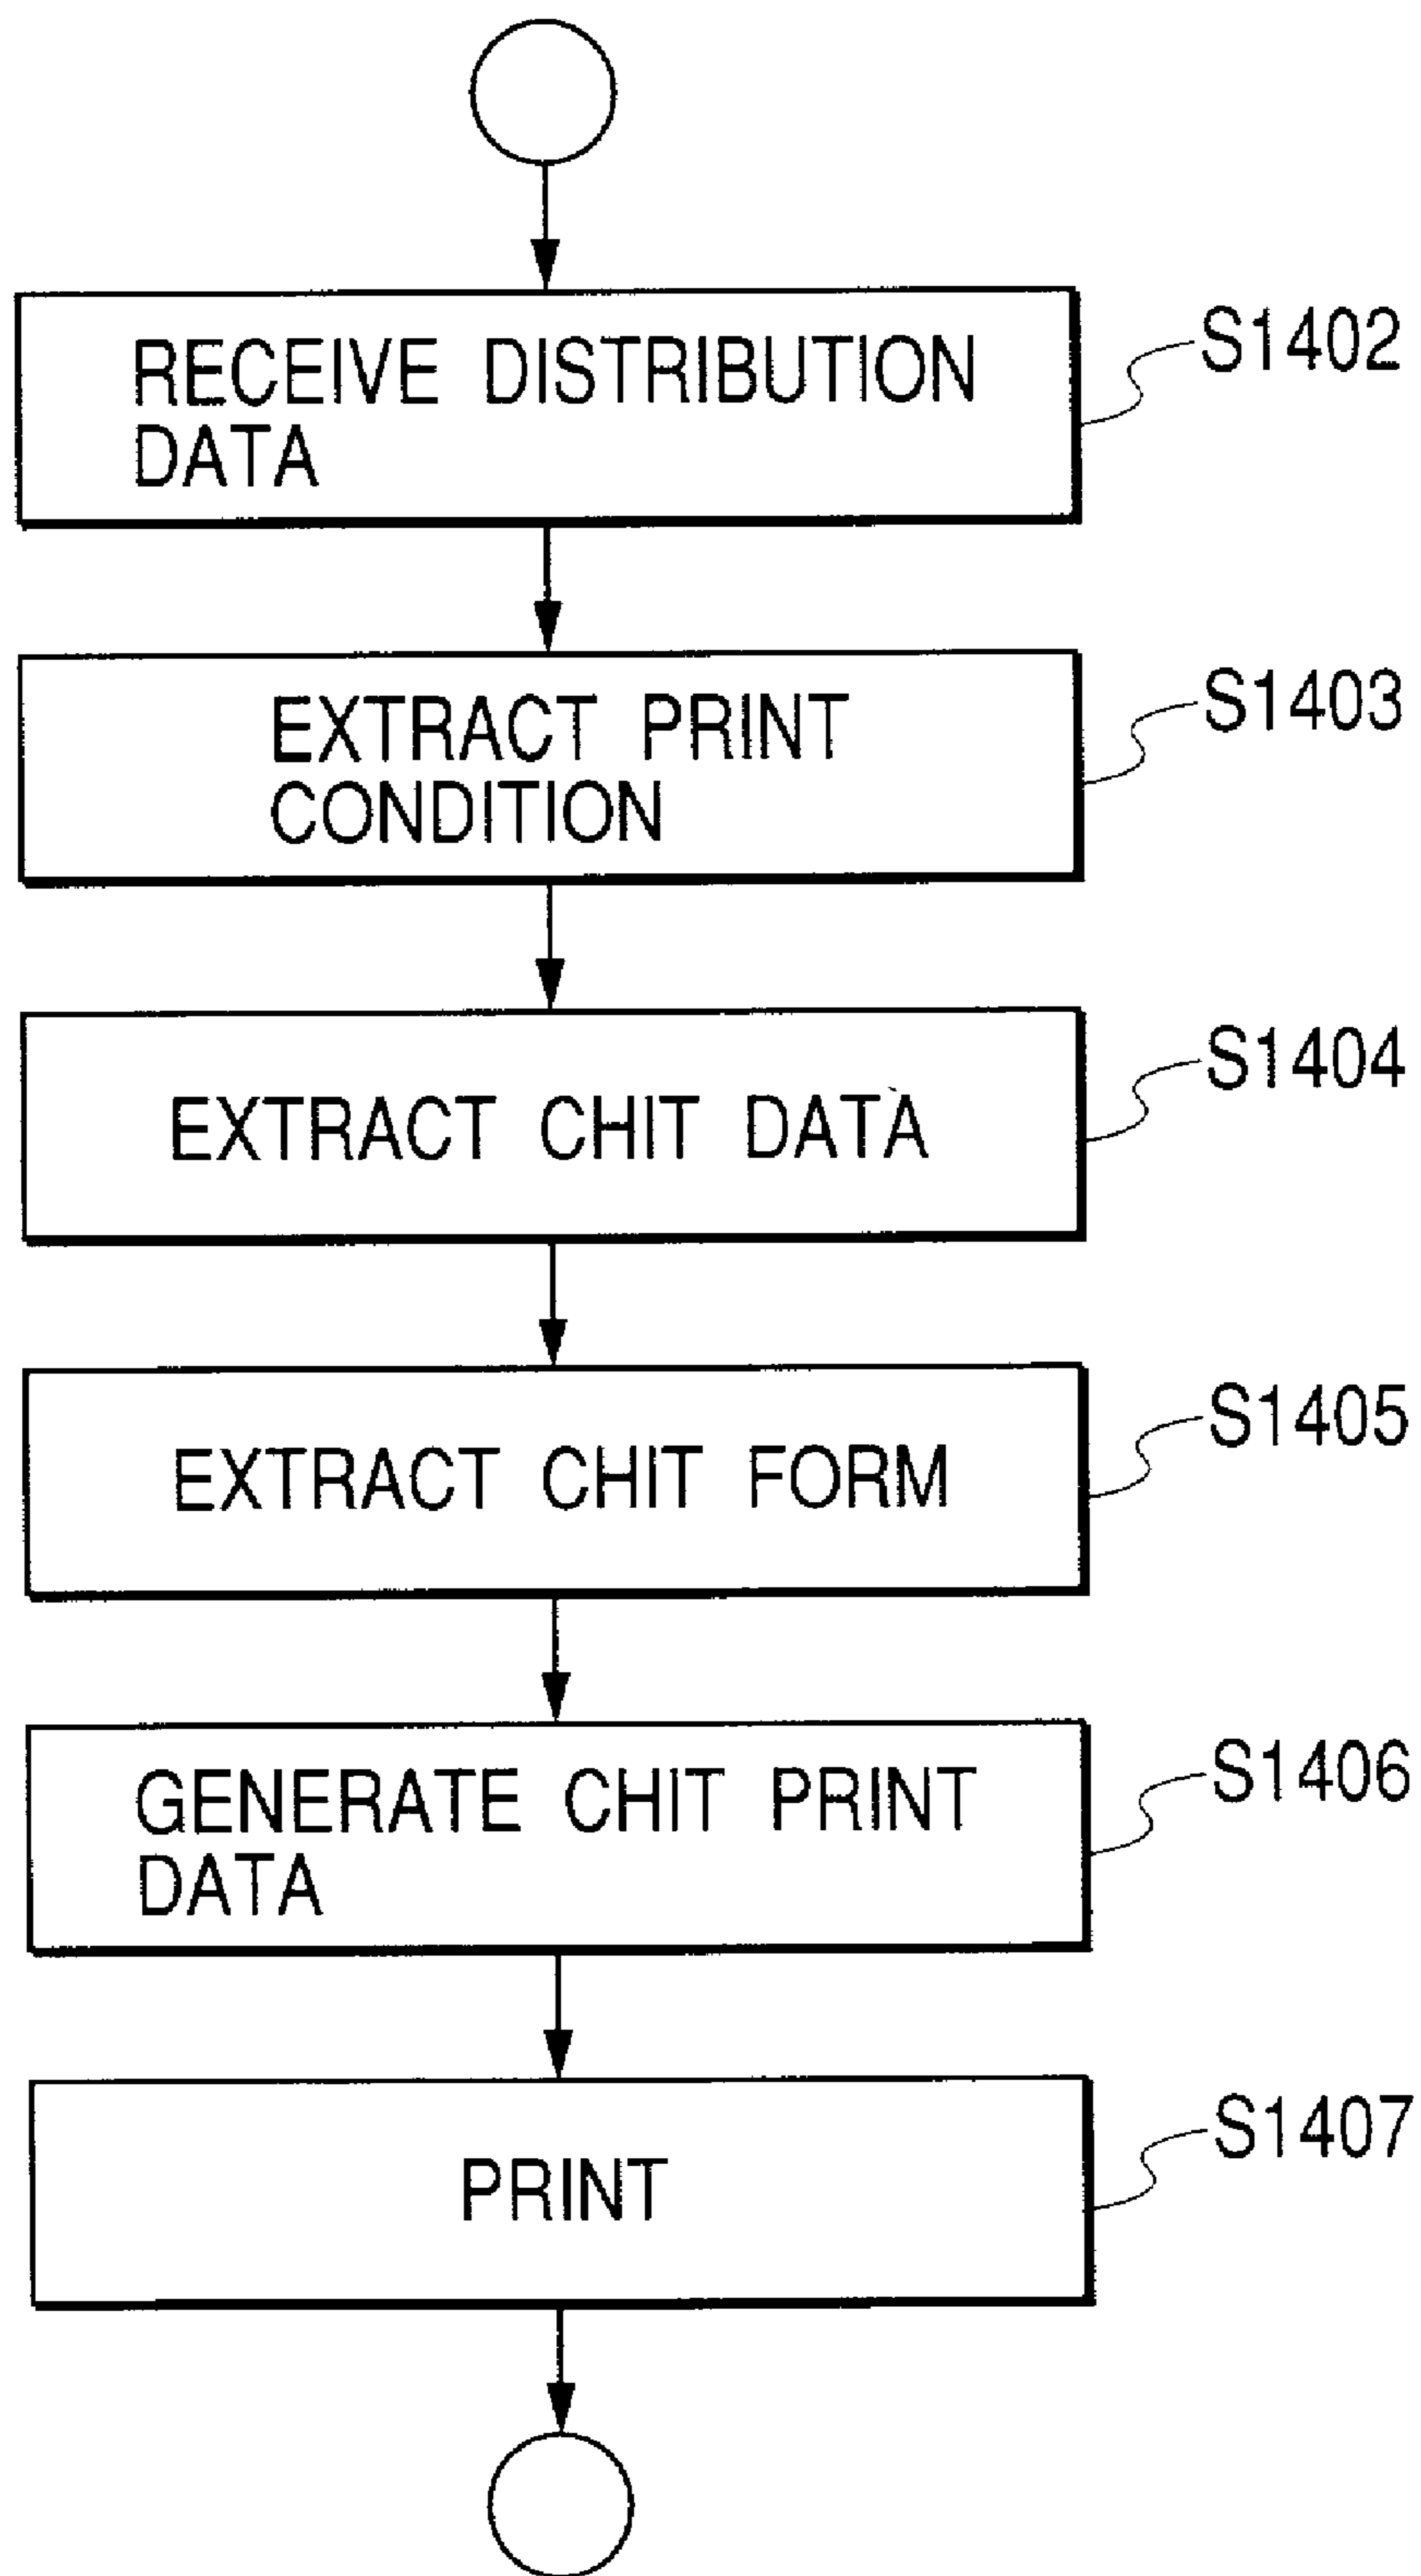 RECEIVE DISTRIBUTION
DATA
S1402
EXTRACT PRINT
CONDITION
S1403
EXTRACT CHIT DATA
S1404
EXTRACT CHIT FORM
S1405
GENERATE CHIT PRINT
DATA
S1406
PRINT
S1407